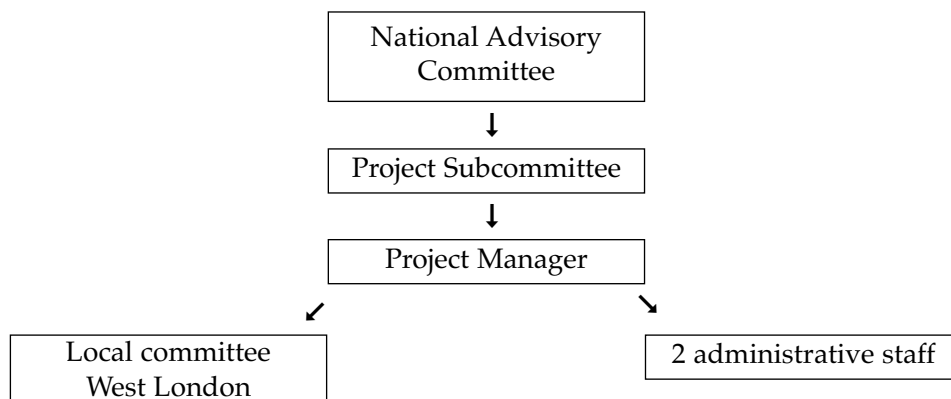 National Advisory
Committee
Project Subcommittee
Project Manager
Local committee
West London
2 administrative staff